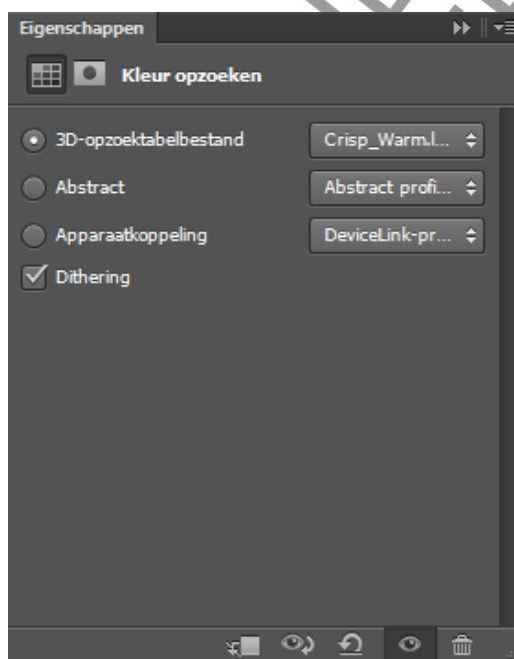 Eigenschappen
Kleur opzoeken
3D-opzoektabelbestand Crisp_Warm.l...
Abstract Abstract profi...
Apparaatkoppeling DeviceLink-pr...
Dithering